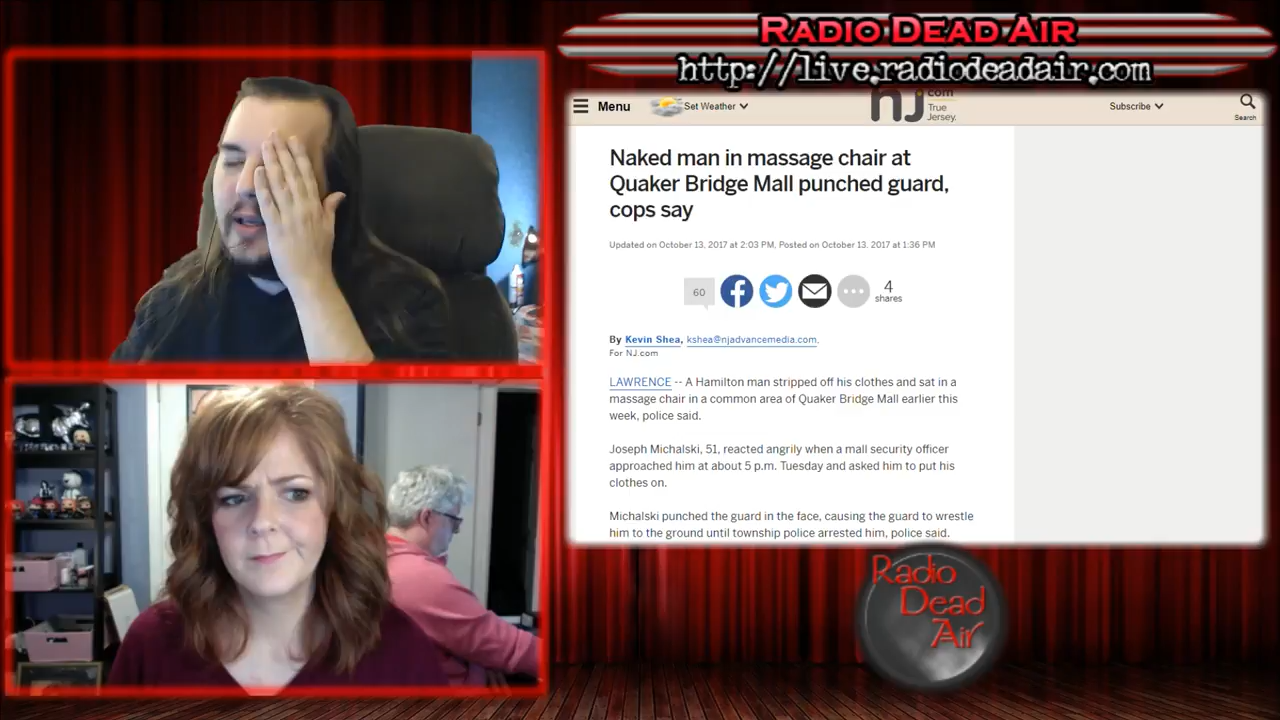 Radio Dead Air
http://live.radiodeadair.com
Menu
Set Weather
nj.com
True
Jersey.
Subscribe
Search
Naked man in massage chair at
Quaker Bridge Mall punched guard,
cops say
Updated on October 13, 2017 at 2:03 PM, Posted on October 13, 2017 at 1:36 PM
60
4
shares
By Kevin Shea, kshea@njadvancemedia.com,
For NJ.com
LAWRENCE -- A Hamilton man stripped off his clothes and sat in a
massage chair in a common area of Quaker Bridge Mall earlier this
week, police said.
Joseph Michalski, 51, reacted angrily when a mall security officer
approached him at about 5 p.m. Tuesday and asked him to put his
clothes on.
Michalski punched the guard in the face, causing the guard to wrestle
him to the ground until township police arrested him, police said.
Radio
Dead
Air